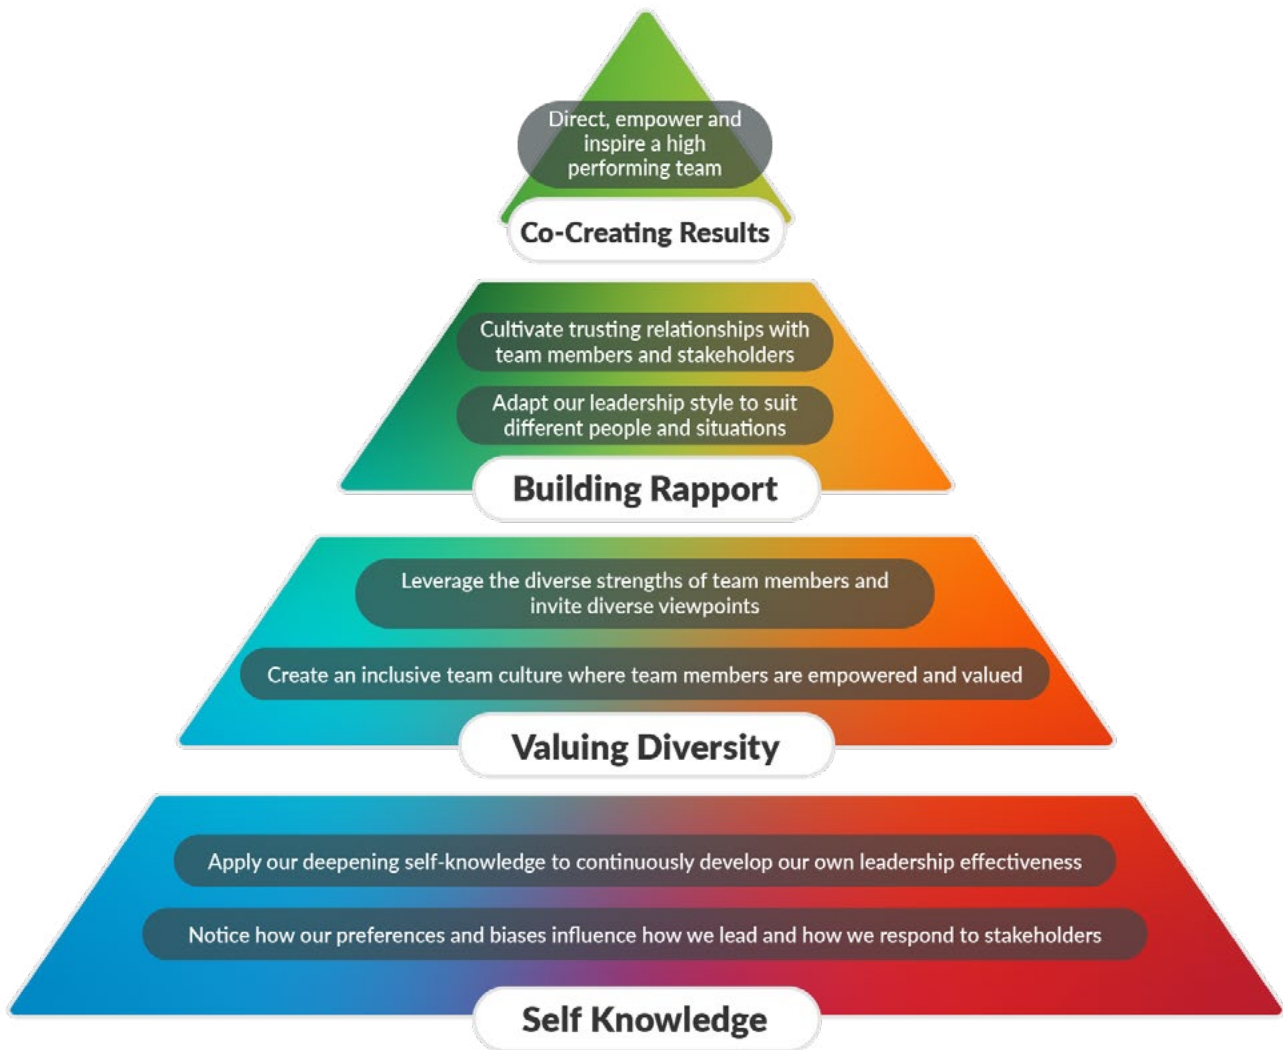 Direct, empower and
inspire a high
performing team
Co-Creating Results
Cultivate trusting relationships with
team members and stakeholders
Adapt our leadership style to suit
different people and situations
Building Rapport
Leverage the diverse strengths of team members and
invite diverse viewpoints
Create an inclusive team culture where team members are empowered and valued
Valuing Diversity
Apply our deepening self-knowledge to continuously develop our own leadership effectiveness
Notice how our preferences and biases influence how we lead and how we respond to stakeholders
Self Knowledge